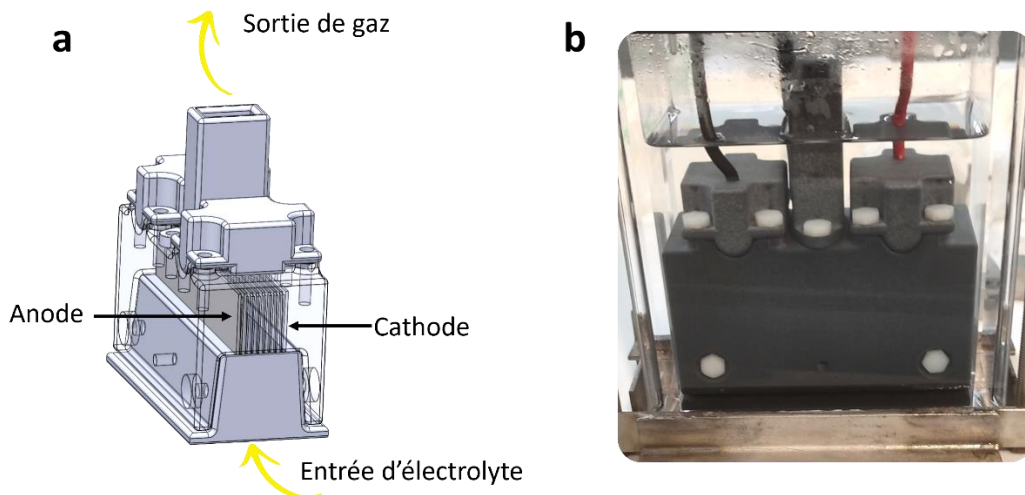 a
Sortie de gaz
b
Anode
Cathode
Entrée d'électrolyte